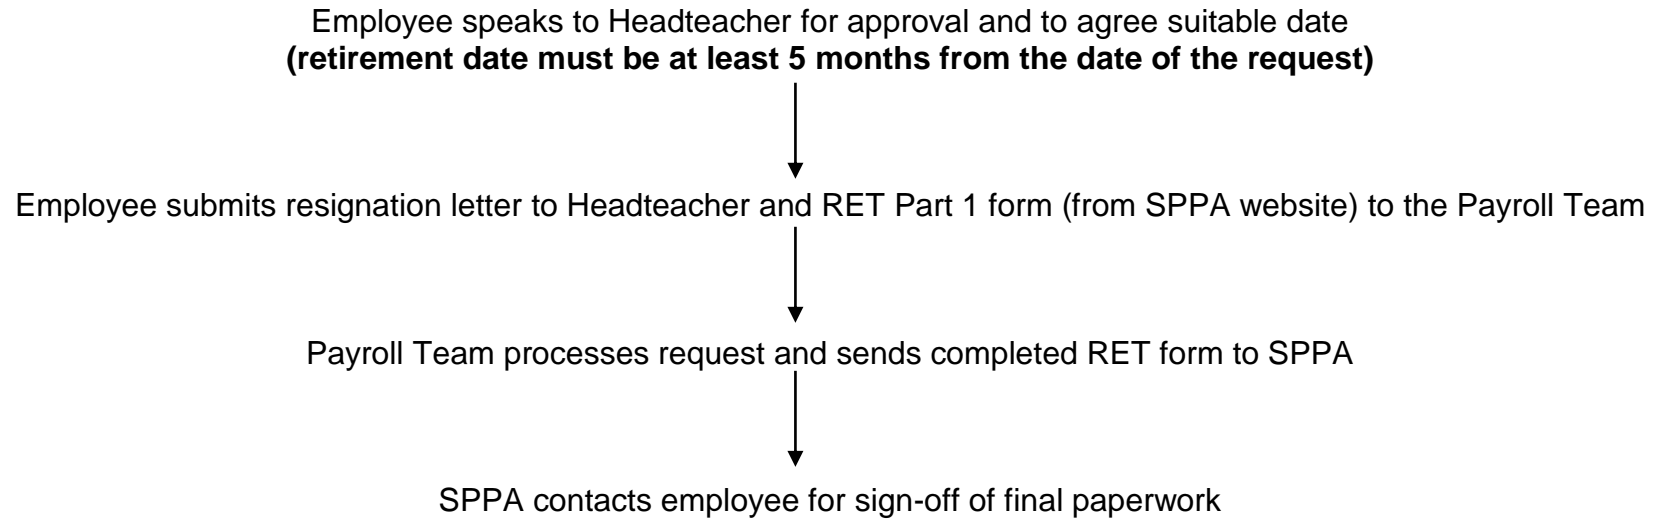 Employee speaks to Headteacher for approval and to agree suitable date
(retirement date must be at least 5 months from the date of the request)
Employee submits resignation letter to Headteacher and RET Part 1 form (from SPPA website) to the Payroll Team
Payroll Team processes request and sends completed RET form to SPPA
SPPA contacts employee for sign-off of final paperwork